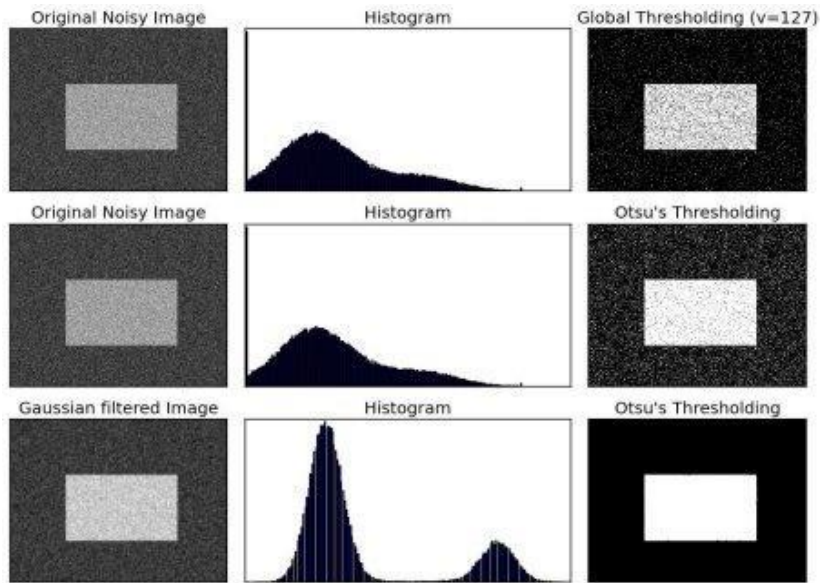 Original Noisy Image Histogram Global Thresholding (v=127)
Original Noisy Image Histogram Otsu's Thresholding
Gaussian filtered Image Histogram Otsu's Thresholding